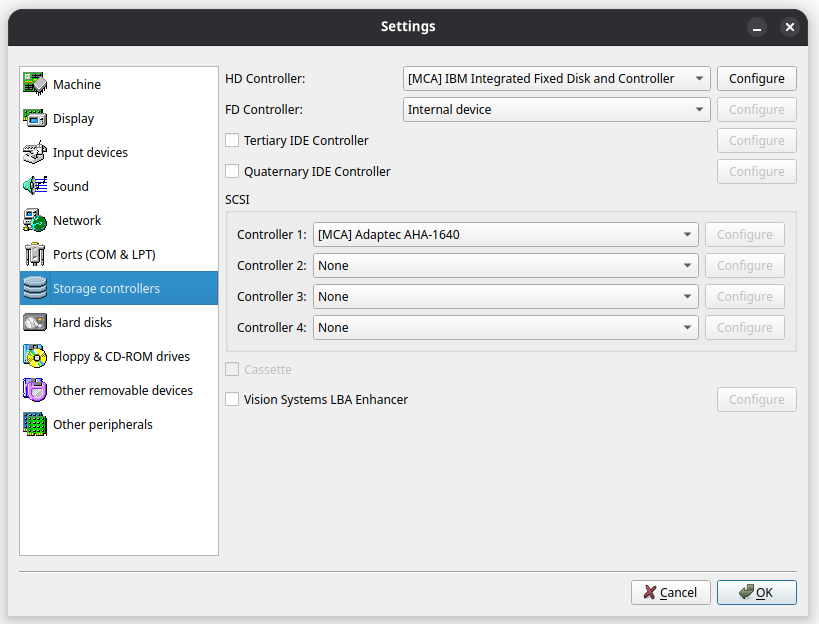 Settings
Machine
Display
Input devices
Sound
Network
Ports (COM & LPT)
Storage controllers
Hard disks
Floppy & CD-ROM drives
Other removable devices
Other peripherals
HD Controller: [MCA] IBM Integrated Fixed Disk and Controller Configure
FD Controller: Internal device Configure
Tertiary IDE Controller Configure
Quaternary IDE Controller Configure
SCSI
Controller 1: [MCA] Adaptec AHA-1640 Configure
Controller 2: None Configure
Controller 3: None Configure
Controller 4: None Configure
Cassette
Vision Systems LBA Enhancer Configure
Cancel OK